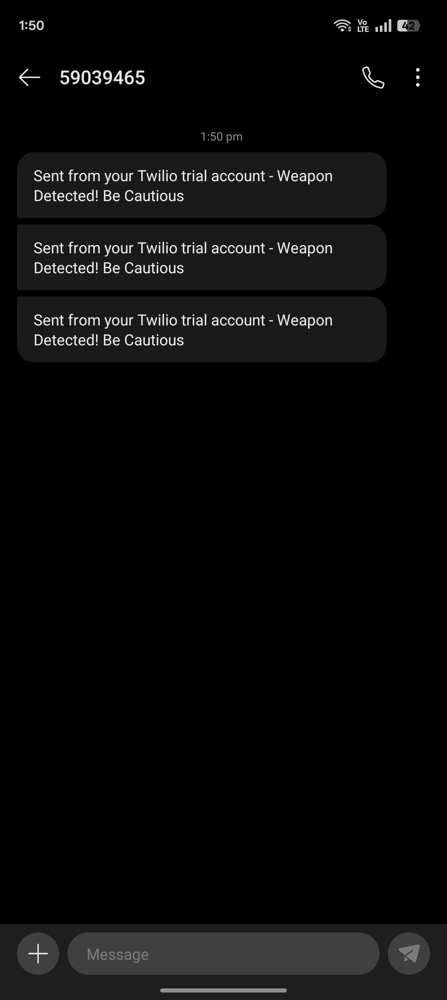 1:50
Vo
LTE
42
59039465
1:50 pm
Sent from your Twilio trial account - Weapon
Detected! Be Cautious
Sent from your Twilio trial account - Weapon
Detected! Be Cautious
Sent from your Twilio trial account - Weapon
Detected! Be Cautious
Message